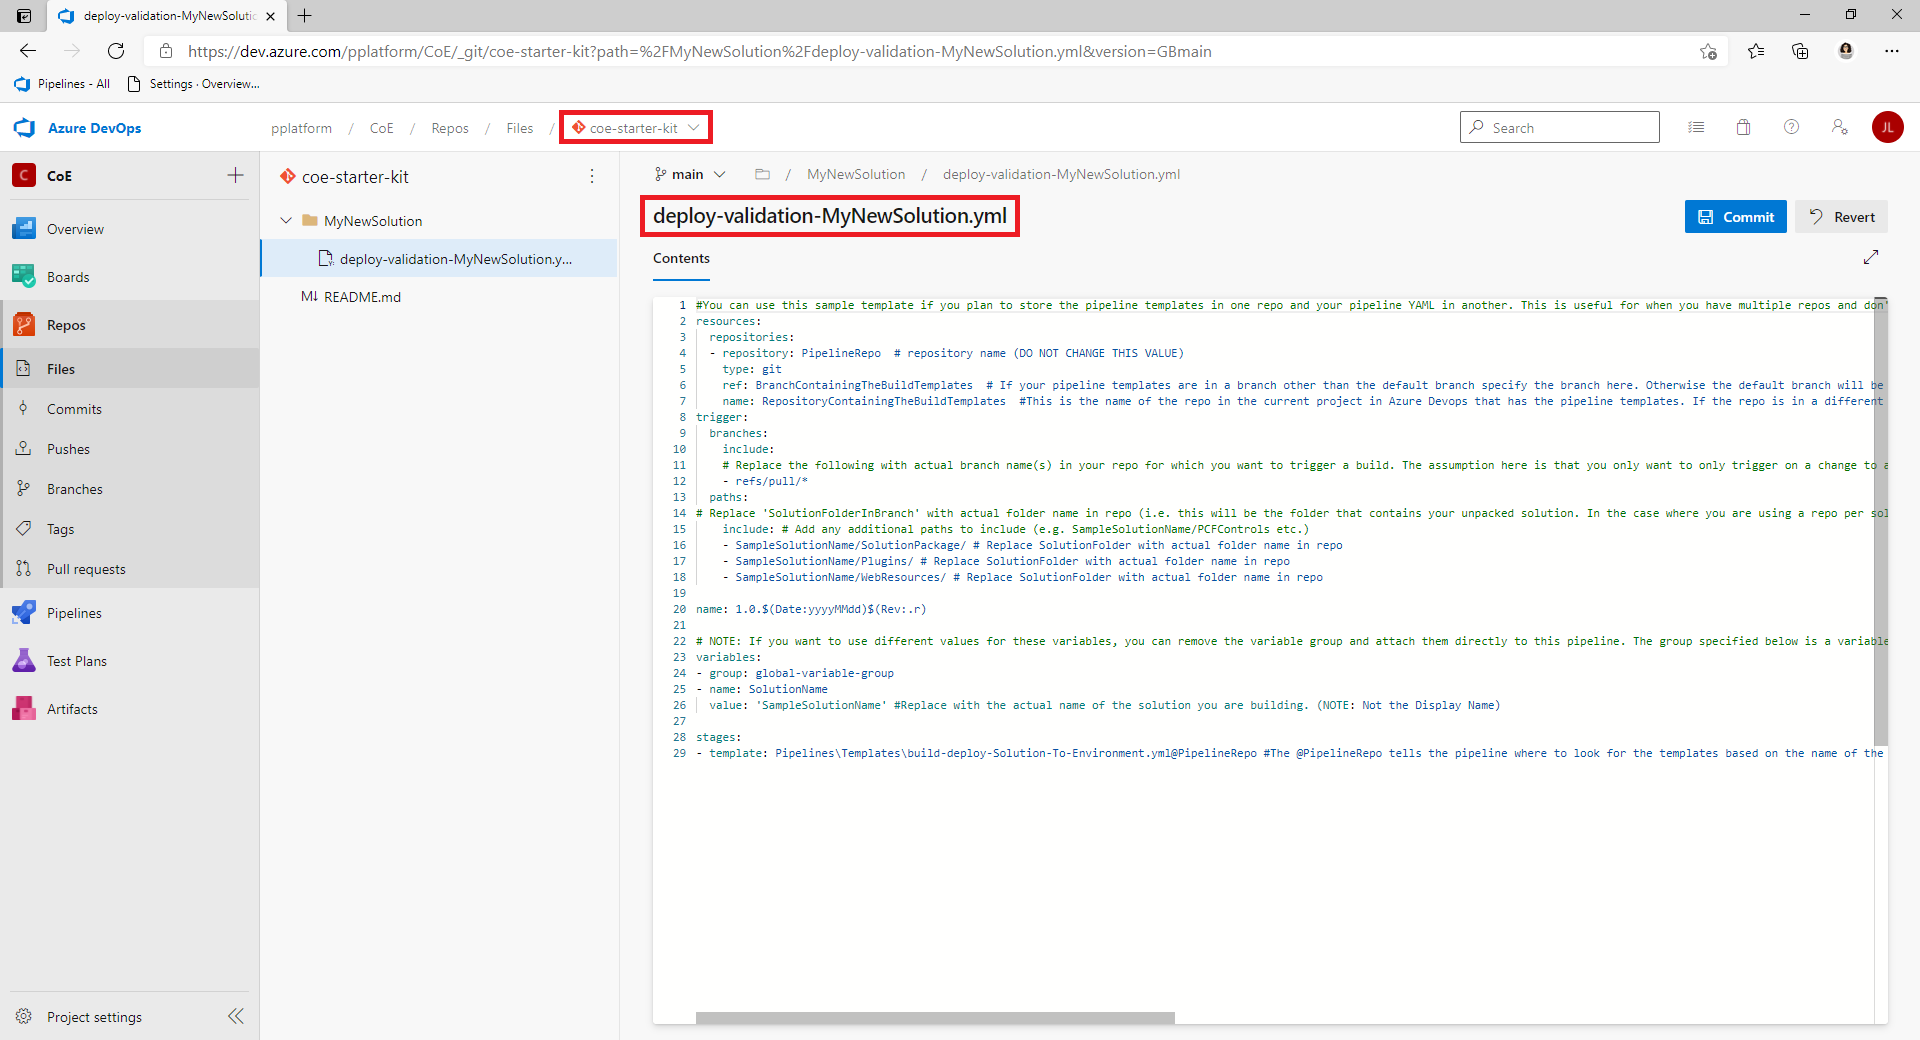 deploy-validation-MyNewSolutio
https://dev.azure.com/pplatform/CoE/_git/coe-starter-kit?path=%2FMyNewSolution%2Fdeploy-validation-MyNewSolution.yml&version=GBmain
Pipelines - All
Settings · Overview...
Azure DevOps
pplatform / CoE / Repos / Files / coe-starter-kit
Search
JL
C CoE
Overview
Boards
Repos
Files
Commits
Pushes
Branches
Tags
Pull requests
Pipelines
Test Plans
Artifacts
Project settings
coe-starter-kit
MyNewSolution
deploy-validation-MyNewSolution.y...
M↓ README.md
main / MyNewSolution / deploy-validation-MyNewSolution.yml
deploy-validation-MyNewSolution.yml
Commit
Revert
Contents
1 #You can use this sample template if you plan to store the pipeline templates in one repo and your pipeline YAML in another. This is useful for when you have multiple repos and don'
2 resources:
3 repositories:
4 - repository: PipelineRepo # repository name (DO NOT CHANGE THIS VALUE)
5 type: git
6 ref: BranchContainingTheBuildTemplates # If your pipeline templates are in a branch other than the default branch specify the branch here. Otherwise the default branch will be
7 name: RepositoryContainingTheBuildTemplates #This is the name of the repo in the current project in Azure Devops that has the pipeline templates. If the repo is in a different
8 trigger:
9 branches:
10 include:
11 # Replace the following with actual branch name(s) in your repo for which you want to trigger a build. The assumption here is that you only want to only trigger on a change to a
12 - refs/pull/*
13 paths:
14 # Replace 'SolutionFolderInBranch' with actual folder name in repo (i.e. this will be the folder that contains your unpacked solution. In the case where you are using a repo per sol
15 include: # Add any additional paths to include (e.g. SampleSolutionName/PCFControls etc.)
16 - SampleSolutionName/SolutionPackage/ # Replace SolutionFolder with actual folder name in repo
17 - SampleSolutionName/Plugins/ # Replace SolutionFolder with actual folder name in repo
18 - SampleSolutionName/WebResources/ # Replace SolutionFolder with actual folder name in repo
19
20 name: 1.0.$(Date:yyyyMMdd)$(Rev:.r)
21
22 # NOTE: If you want to use different values for these variables, you can remove the variable group and attach them directly to this pipeline. The group specified below is a variable
23 variables:
24 - group: global-variable-group
25 - name: SolutionName
26 value: 'SampleSolutionName' #Replace with the actual name of the solution you are building. (NOTE: Not the Display Name)
27
28 stages:
29 - template: Pipelines\Templates\build-deploy-Solution-To-Environment.yml@PipelineRepo #The @PipelineRepo tells the pipeline where to look for the templates based on the name of the